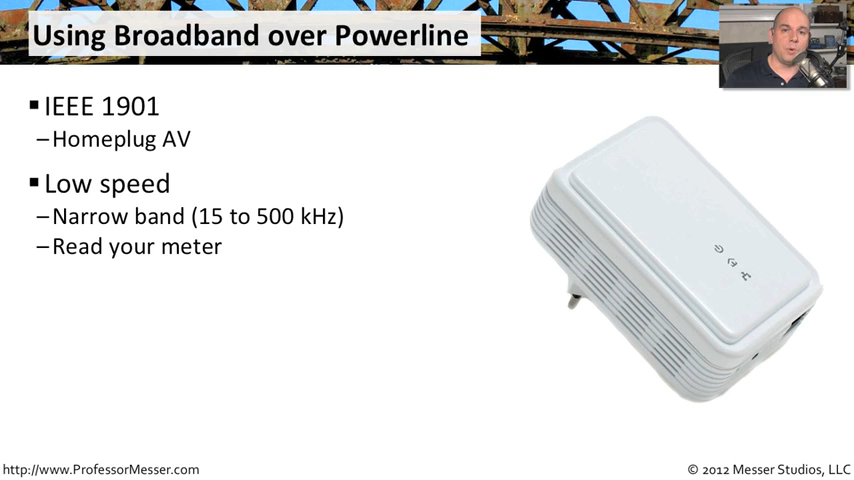 Using Broadband over Powerline
▪IEEE 1901
–Homeplug AV
▪Low speed
–Narrow band (15 to 500 kHz)
–Read your meter
http://www.ProfessorMesser.com
© 2012 Messer Studios, LLC